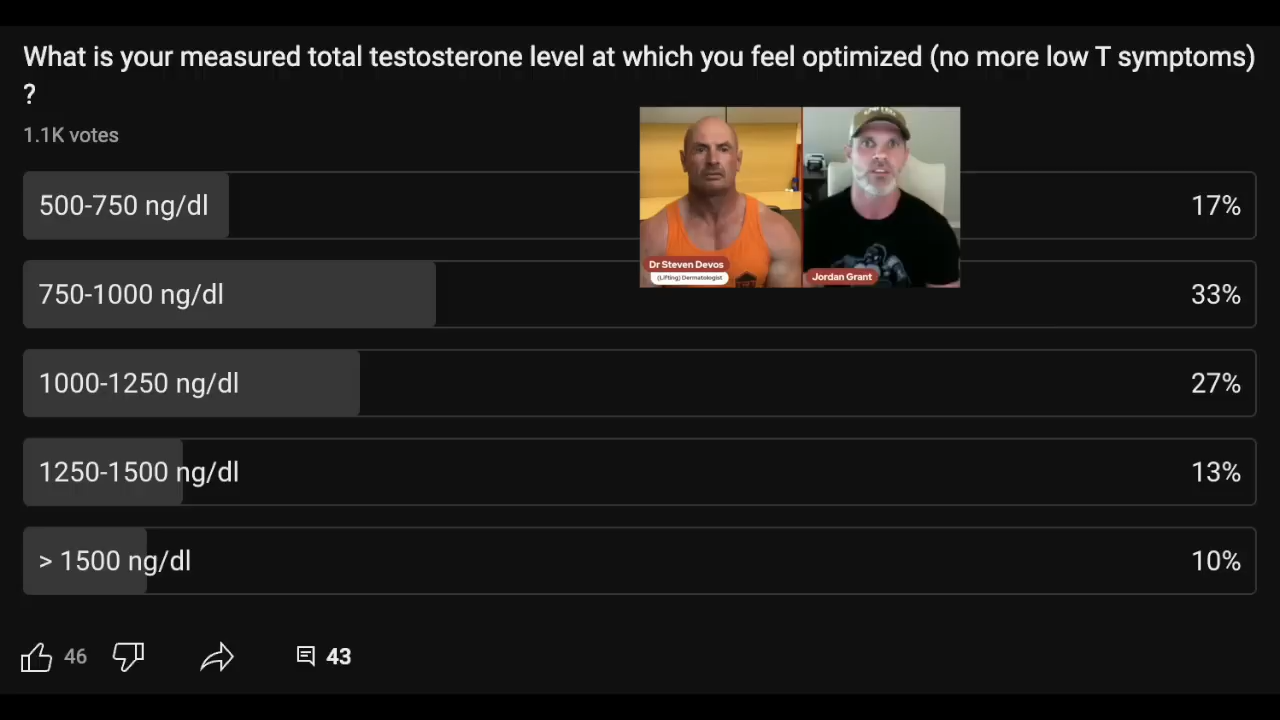 What is your measured total testosterone level at which you feel optimized (no more low T symptoms)
?
1.1K votes
500-750 ng/dl
17%
750-1000 ng/dl
33%
1000-1250 ng/dl
27%
1250-1500 ng/dl
13%
> 1500 ng/dl
10%
Dr Steven Devos
(Lifting) Dermatologist
Jordan Grant
46
43